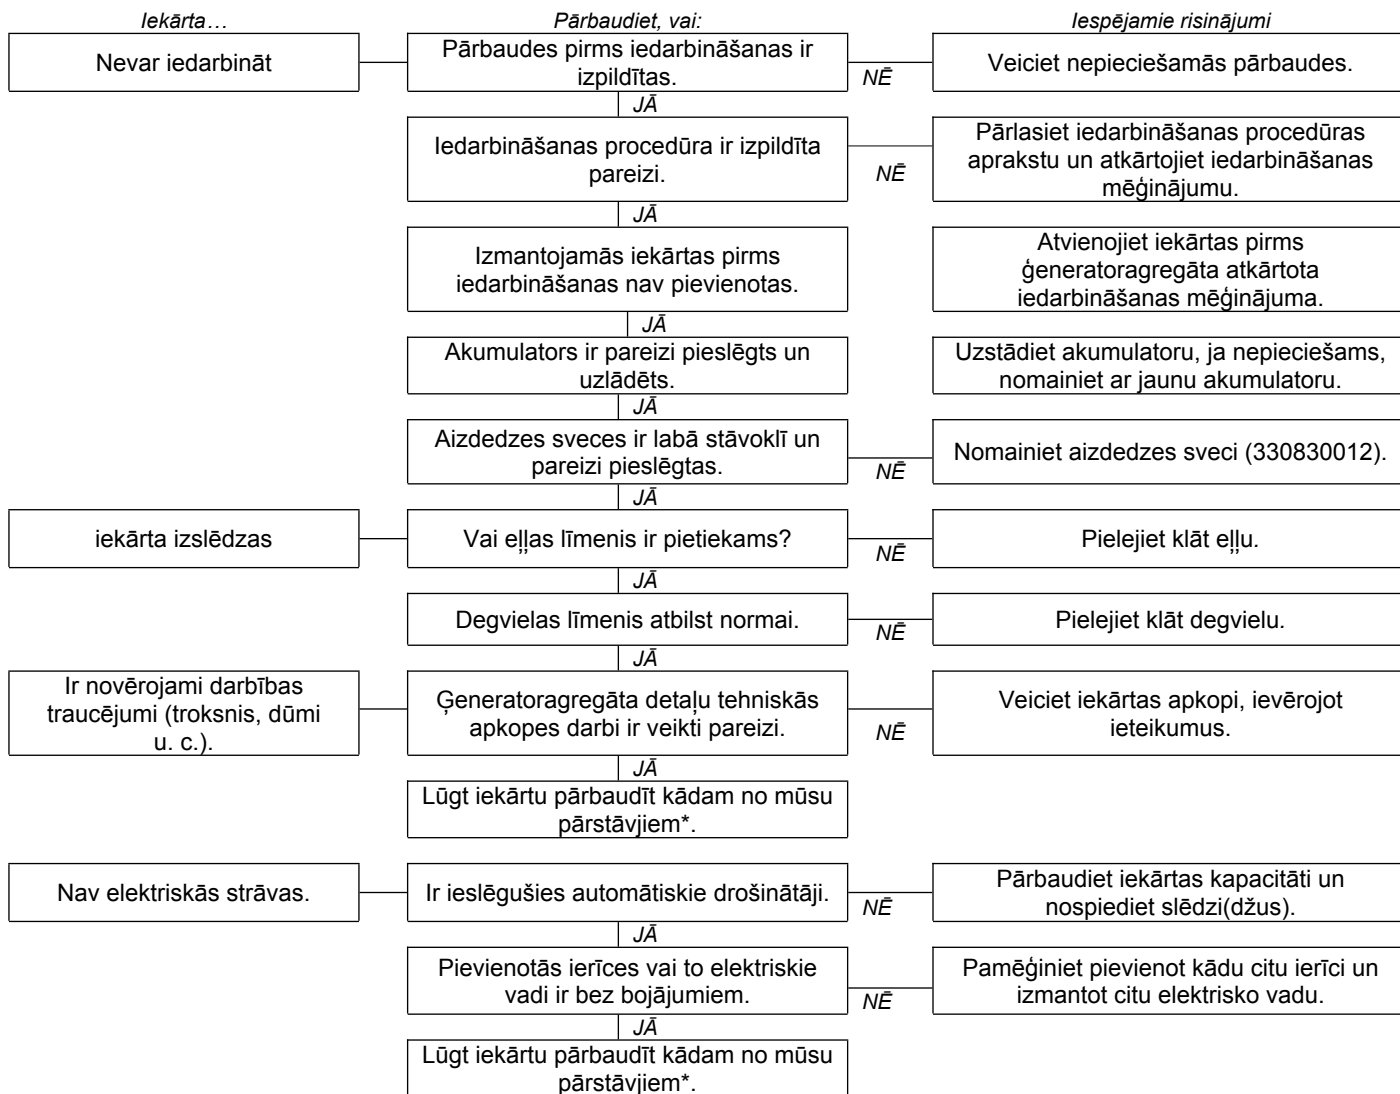 Iekārta…
Pārbaudiet, vai:
Iespējamie risinājumi
Nevar iedarbināt
Pārbaudes pirms iedarbināšanas ir
izpildītas.
NĒ
Veiciet nepieciešamās pārbaudes.
JĀ
Iedarbināšanas procedūra ir izpildīta
pareizi.
NĒ
Pārlasiet iedarbināšanas procedūras
aprakstu un atkārtojiet iedarbināšanas
mēģinājumu.
JĀ
Izmantojamās iekārtas pirms
iedarbināšanas nav pievienotas.
Atvienojiet iekārtas pirms
ģeneratoragregāta atkārtota
iedarbināšanas mēģinājuma.
JĀ
Akumulators ir pareizi pieslēgts un
uzlādēts.
Uzstādiet akumulatoru, ja nepieciešams,
nomainiet ar jaunu akumulatoru.
JĀ
Aizdedzes sveces ir labā stāvoklī un
pareizi pieslēgtas.
NĒ
Nomainiet aizdedzes sveci (330830012).
JĀ
iekārta izslēdzas
Vai eļļas līmenis ir pietiekams?
NĒ
Pielejiet klāt eļļu.
JĀ
Degvielas līmenis atbilst normai.
NĒ
Pielejiet klāt degvielu.
JĀ
Ir novērojami darbības
traucējumi (troksnis, dūmi
u. c.).
Ģeneratoragregāta detaļu tehniskās
apkopes darbi ir veikti pareizi.
NĒ
Veiciet iekārtas apkopi, ievērojot
ieteikumus.
JĀ
Lūgt iekārtu pārbaudīt kādam no mūsu
pārstāvjiem*.
Nav elektriskās strāvas.
Ir ieslēgušies automātiskie drošinātāji.
NĒ
Pārbaudiet iekārtas kapacitāti un
nospiediet slēdzi(džus).
JĀ
Pievienotās ierīces vai to elektriskie
vadi ir bez bojājumiem.
NĒ
Pamēģiniet pievienot kādu citu ierīci un
izmantot citu elektrisko vadu.
JĀ
Lūgt iekārtu pārbaudīt kādam no mūsu
pārstāvjiem*.